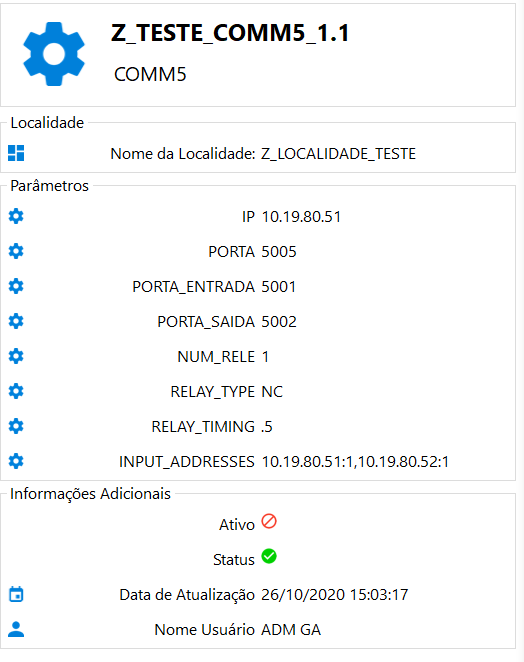 Z_TESTE_COMM5_1.1
COMM5
Localidade
Nome da Localidade: Z_LOCALIDADE_TESTE
Parâmetros
IP 10.19.80.51
PORTA 5005
PORTA_ENTRADA 5001
PORTA_SAIDA 5002
NUM_RELE 1
RELAY_TYPE NC
RELAY_TIMING .5
INPUT_ADDRESSES 10.19.80.51:1,10.19.80.52:1
Informações Adicionais
Ativo
Status
Data de Atualização 26/10/2020 15:03:17
Nome Usuário ADM GA